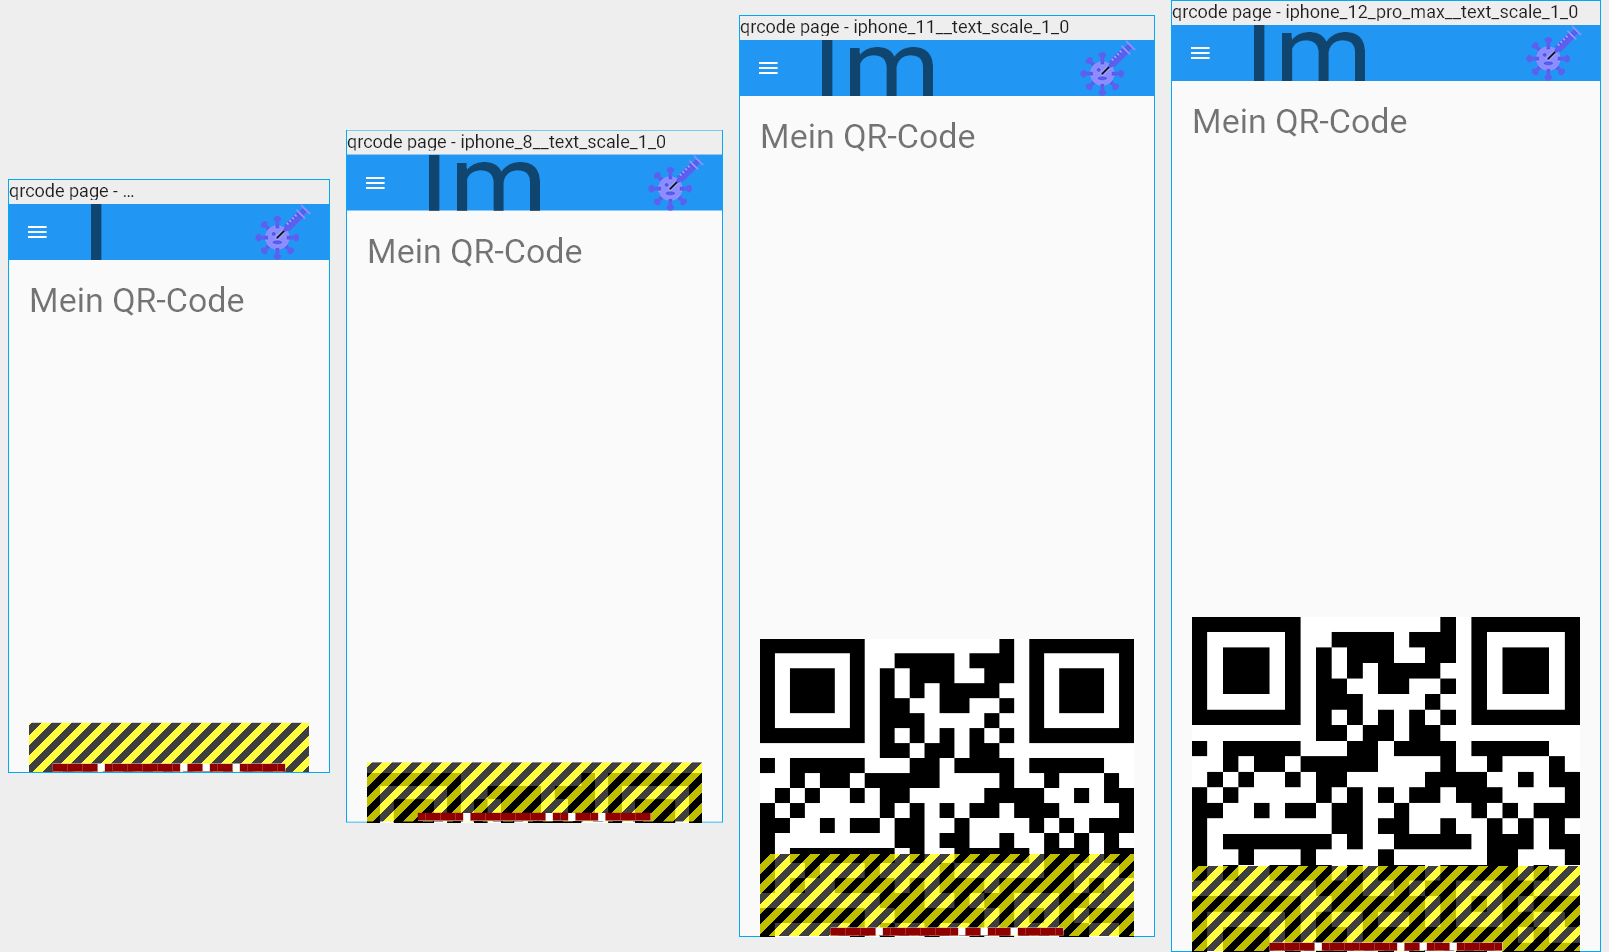 qrcode page - ...
Mein QR-Code
qrcode page - iphone_8__text_scale_1_0
Im
Mein QR-Code
qrcode page - iphone_11__text_scale_1_0
Im
Mein QR-Code
qrcode page - iphone_12_pro_max__text_scale_1_0
Im
Mein QR-Code